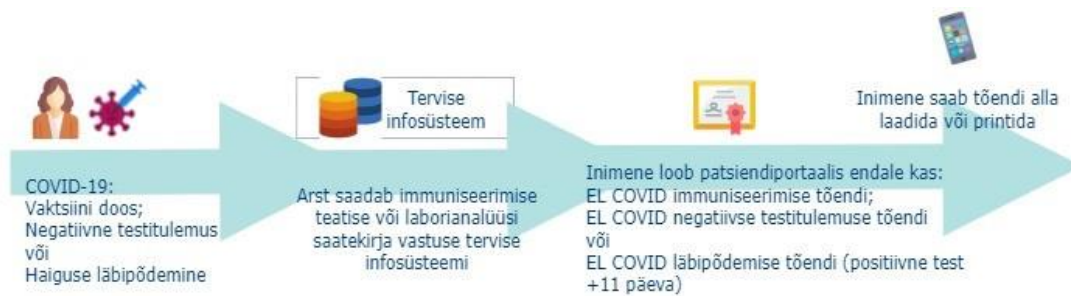 COVID-19:
Vaktsiini doos;
Negatiivne testitulemus
või
Haiguse läbipõdemine
Tervise
infosüsteem
Arst saadab immuniseerimise
teatise või laborianalüüsi
saatekirja vastuse tervise
infosüsteemi
Inimene loob patsiendiportaalis endale kas:
EL COVID immuniseerimise tõendi;
EL COVID negatiivse testitulemuse tõendi
või
EL COVID läbipõdemise tõendi (positiivne test
+11 päeva)
Inimene saab tõendi alla
laadida või printida